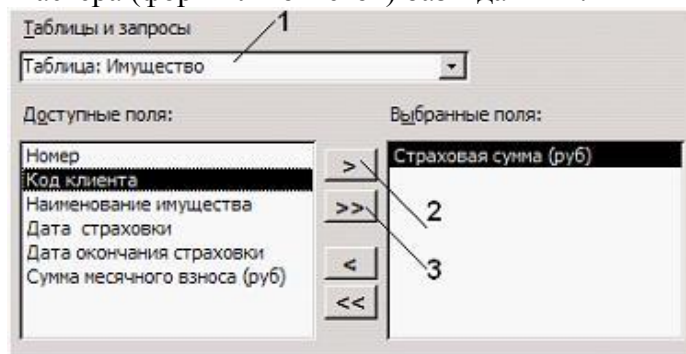 Таблицы и запросы
1
Таблица: Имущество
Доступные поля:
Выбранные поля:
Номер
Код клиента
Наименование имущества
Дата страховки
Дата окончания страховки
Сумма месячного взноса (руб)
>
>>
<
<<
Страховая сумма (руб)
2
3